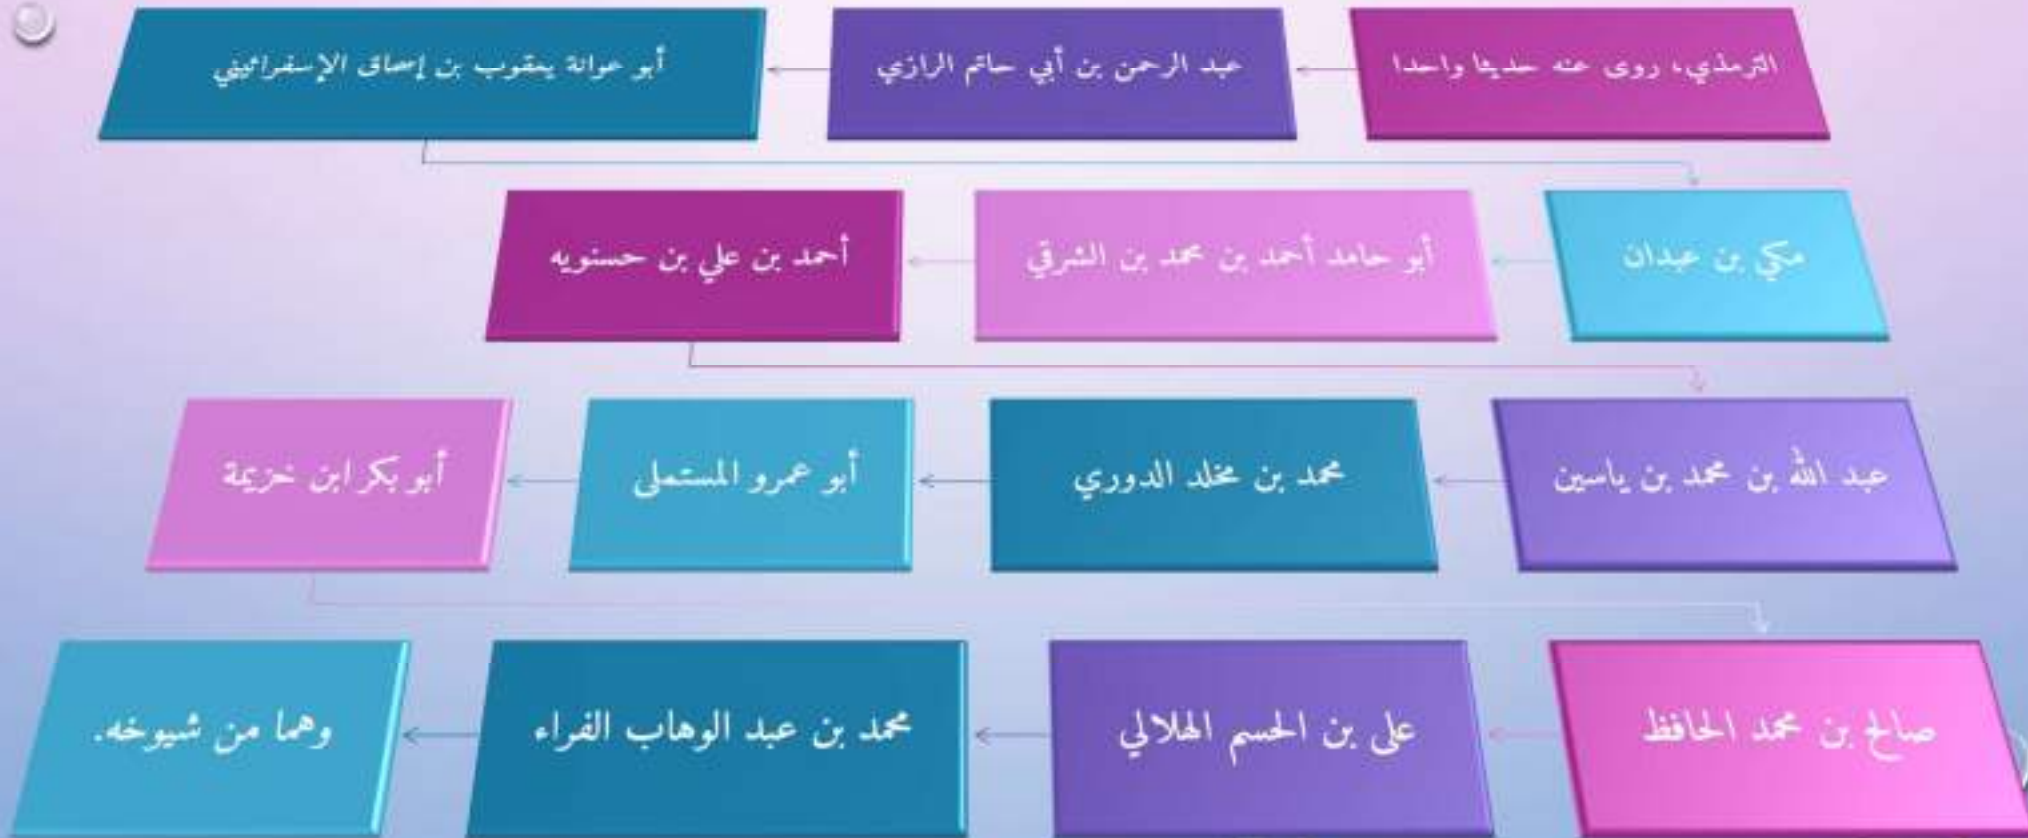 الترمذي، روى عنه حديثا واحدا
عبد الرحمن بن أبي حاتم الرازي
أبو عوانة يعقوب بن إسحاق الإسفرائيني
مكي بن عبدان
أبو حامد أحمد بن محمد بن الشرقي
أحمد بن علي بن حسنويه
عبد الله بن محمد بن ياسين
محمد بن مخلد الدوري
أبو عمرو المستملى
أبو بكر ابن خزيمة
صالح بن محمد الحافظ
على بن الحسم الهلالي
محمد بن عبد الوهاب الفراء
وهما من شيوخه.